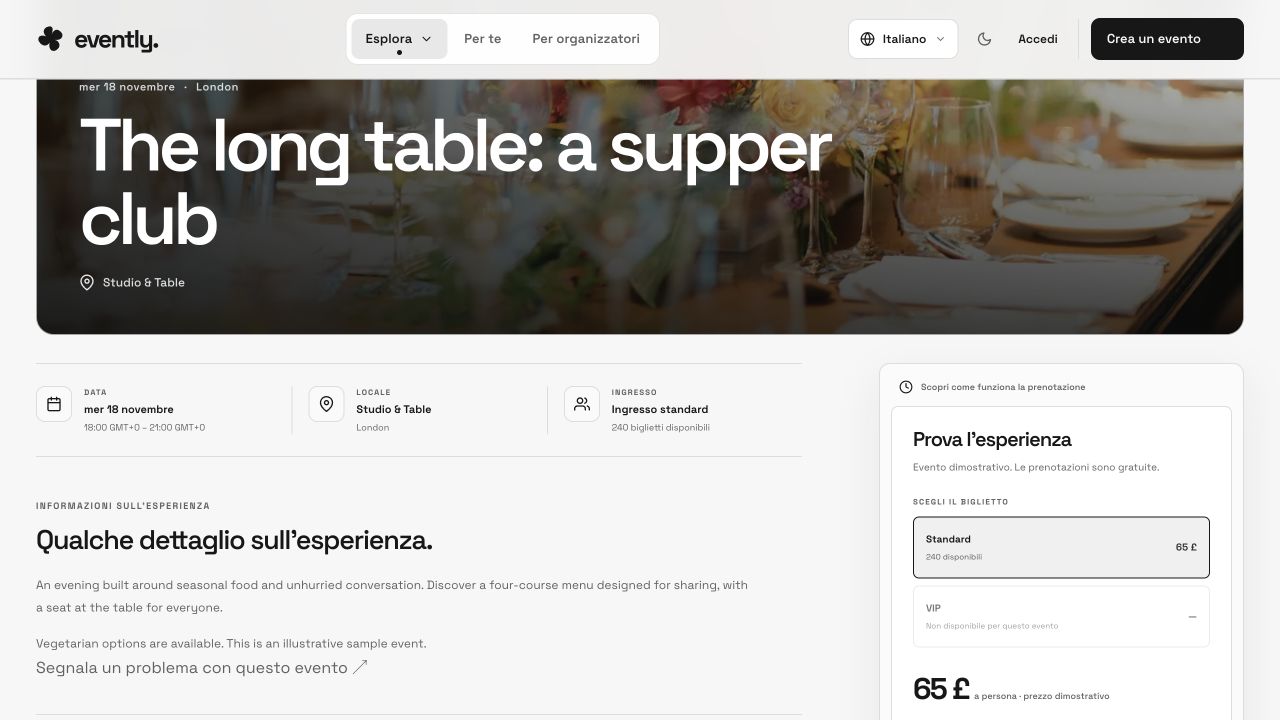 evently.
Esplora
Per te
Per organizzatori
Italiano
Accedi
Crea un evento
mer 18 novembre · London
The long table: a supper
club
Studio & Table
DATA
mer 18 novembre
18:00 GMT+0 – 21:00 GMT+0
LOCALE
Studio & Table
London
INGRESSO
Ingresso standard
240 biglietti disponibili
INFORMAZIONI SULL'ESPERIENZA
Qualche dettaglio sull'esperienza.
An evening built around seasonal food and unhurried conversation. Discover a four-course menu designed for sharing, with
a seat at the table for everyone.
Vegetarian options are available. This is an illustrative sample event.
Segnala un problema con questo evento ↗
Scopri come funziona la prenotazione
Prova l'esperienza
Evento dimostrativo. Le prenotazioni sono gratuite.
SCEGLI IL BIGLIETTO
Standard
240 disponibili
65 £
VIP
Non disponibile per questo evento
—
65 £ a persona · prezzo dimostrativo